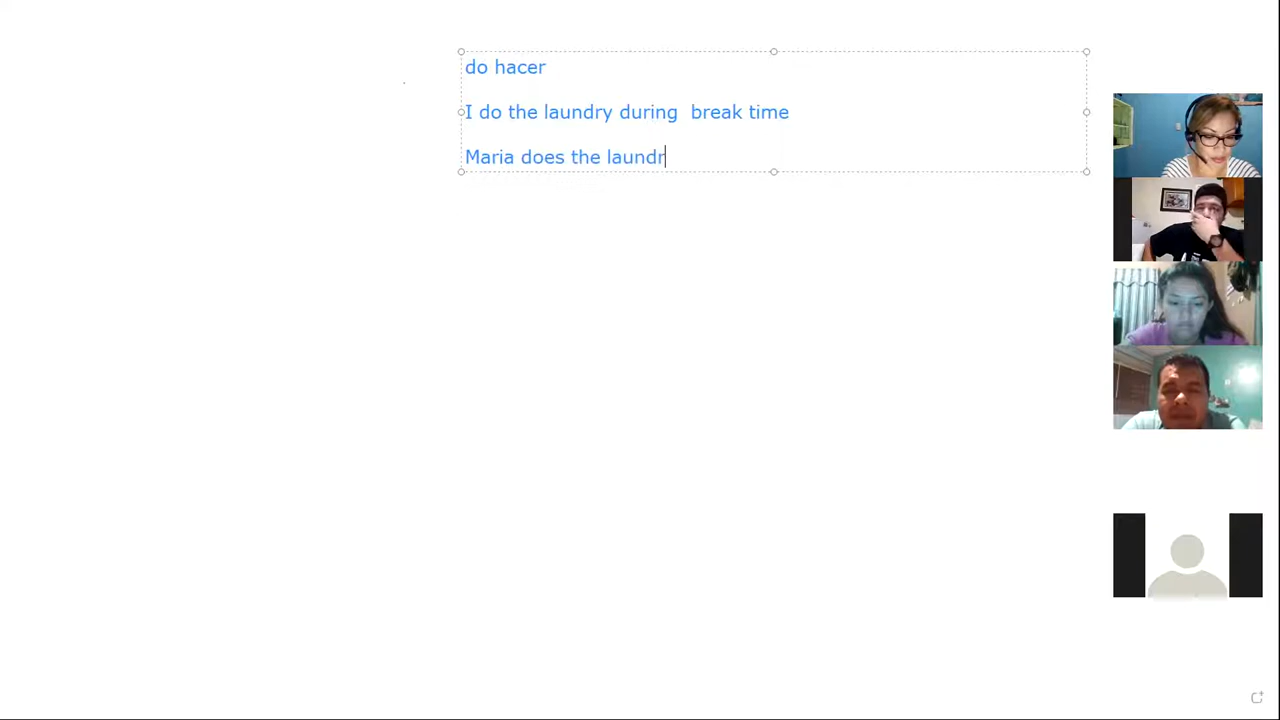 do hacer
I do the laundry during  break time
Maria does the laundr